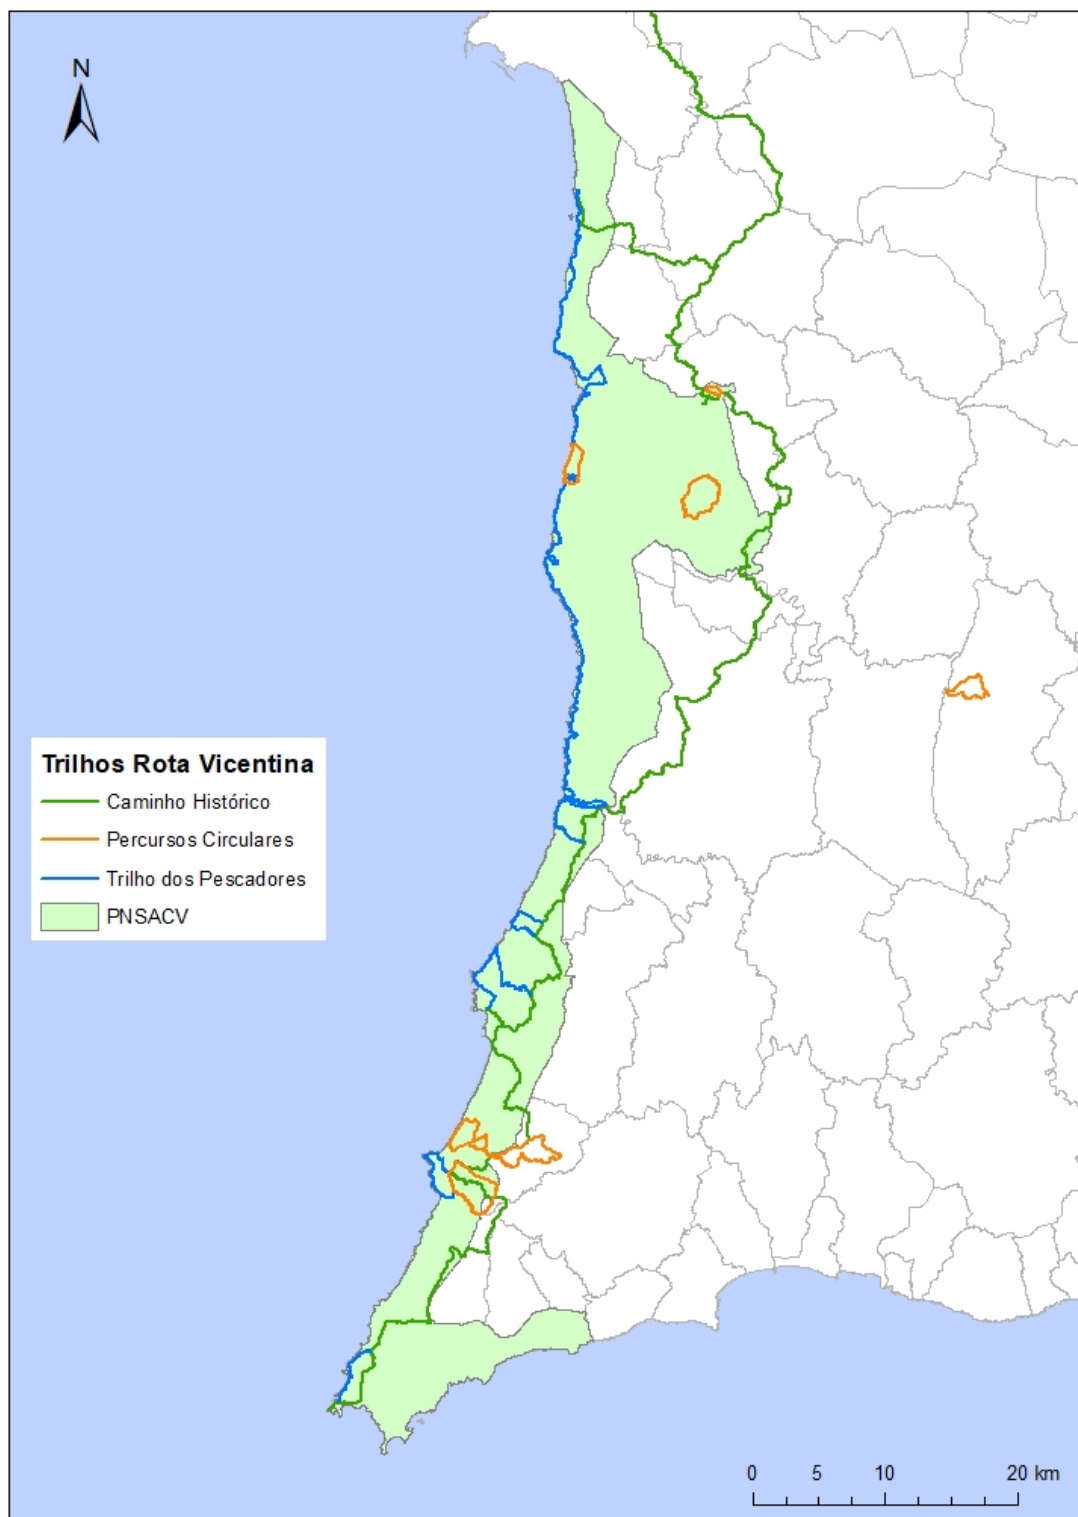 N
Trilhos Rota Vicentina
Caminho Histórico
Percursos Circulares
Trilho dos Pescadores
PNSACV
0 5 10 20 km